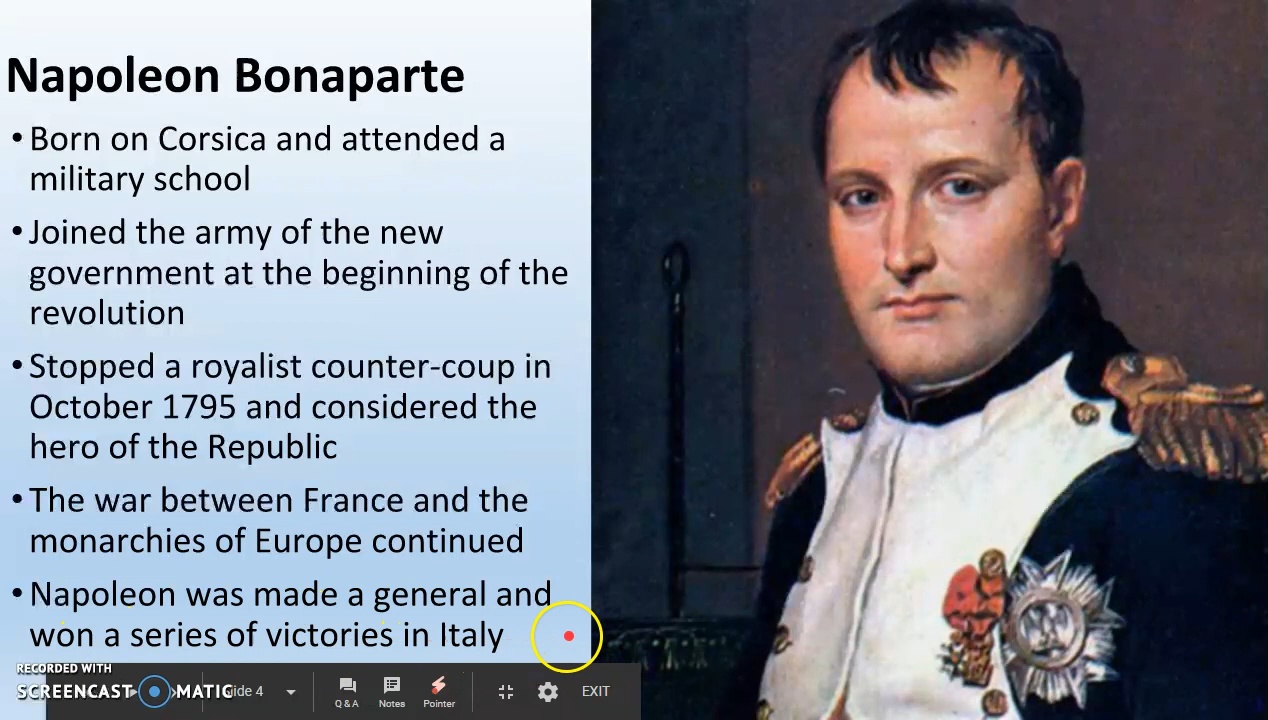 Napoleon Bonaparte
• Born on Corsica and attended a
military school
• Joined the army of the new
government at the beginning of the
revolution
• Stopped a royalist counter-coup in
October 1795 and considered the
hero of the Republic
• The war between France and the
monarchies of Europe continued
• Napoleon was made a general and
won a series of victories in Italy
RECORDED WITH
SCREENCAST MATIC
lide 4
Q & A
Notes
Pointer
EXIT